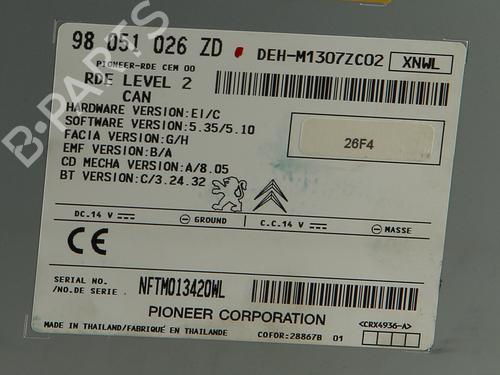 98 051 026 ZD DEH-M1307ZC02 XNWL
PIONEER-RDE CEM 00
RDE LEVEL 2
CAN
HARDWARE VERSION:EI/C
SOFTWARE VERSION:5.35/5.10
FACIA VERSION:G/H
EMF VERSION:B/A
CD MECHA VERSION:A/8.05
BT VERSION:C/3.24.32
26F4
DC.14 V GROUND C.C.14 V MASSE
CE
SERIAL NO.
/NO.DE SERIE . NFTM013420WL
PIONEER CORPORATION
<CRX4936-A>
MADE IN THAILAND/FABRIQUÉ EN THAILANDE COFOR:28867B 01
B-PARTS